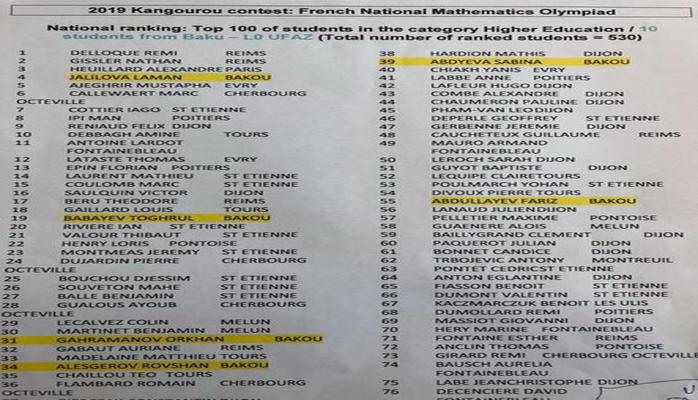 2019 Kangourou contest: French National Mathematics Olympiad
National ranking: Top 100 of students in the category Higher Education / 10
students from Baku – L0 UFAZ (Total number of ranked students = 530)
1 DELLOQUE REMI REIMS
2 GISSLER NATHAN REIMS
3 HEUILLARD ALEXANDRE PARIS
4 JALILOVA LAMAN BAKOU
5 AJEGHRIR MUSTAPHA EVRY
6 CALLEWAERT MARC CHERBOURG
OCTEVILLE
7 COTTIER IAGO ST ETIENNE
8 IPI MAN POITIERS
9 RENIAUD FELIX DIJON
10 DEBBAGH AMINE TOURS
11 ANTOINE LARDOT
FONTAINEBLEAU
12 LATASTE THOMAS EVRY
13 EPIN FLORIAN POITIERS
14 LAURENT MATHIEU ST ETIENNE
15 COULOMB MARC ST ETIENNE
16 SAULQUIN VICTOR DIJON
17 BERU THEODORE REIMS
18 GAILLARD LOUIS TOURS
19 BABAYEV TOGHRUL BAKOU
20 RIVIERE IAN ST ETIENNE
21 VALOUR THIBAUT ST ETIENNE
22 HENRY LORIS PONTOISE
23 MONTMEAS JEREMY ST ETIENNE
24 DUJARDIN PIERRE CHERBOURG
OCTEVILLE
25 BOUCHOU DJESSIM ST ETIENNE
26 SOUVETON MAHE ST ETIENNE
27 BALLE BENJAMIN ST ETIENNE
28 GUALOUS AYOUB CHERBOURG
OCTEVILLE
29 LECALVEZ COLIN MELUN
30 MARTINET BENJAMIN MELUN
31 GAHRAMANOV ORKHAN BAKOU
32 GABAUT AURIANE REIMS
33 MADELAINE MATTHIEU TOURS
34 ALESGEROV ROVSHAN BAKOU
35 CHAILLOU TEO TOURS
36 FLAMBARD ROMAIN CHERBOURG
OCTEVILLE
38 HARDION MATHIS DIJON
39 ABDYEVA SABINA BAKOU
40 CHIAKH YANIS EVRY
41 LABBE ANNE POITIERS
42 LAFLEUR HUGO DIJON
43 COMBE ALEXANDRE DIJON
44 CHAUMERON PAULINE DIJON
45 PHAM-VAN LEO DIJON
46 DEPERLE GEOFFREY ST ETIENNE
47 GERBENNE JEREMIE DIJON
48 CAUCHETEUX GUILLAUME REIMS
49 MAURO ARMAND
FONTAINEBLEAU
50 LEROCH SARAH DIJON
51 GUYOT BAPTISTE DIJON
52 LEQUIPE CLAIRE TOURS
53 POULMARCH YOHAN ST ETIENNE
54 DIVOUX PIERRE TOURS
55 ABDULLAYEV FARIZ BAKOU
56 LANAUD JULIEN DIJON
57 PELLETIER MAXIME PONTOISE
58 GUAENERE ALOIS MELUN
59 BAILLYGRAND CLEMENT DIJON
60 PAQUEROT JULIAN DIJON
61 BONNET CANDICE DIJON
62 TRBOJEVIC ANTONY MONTREUIL
63 PONTET CEDRIC ST ETIENNE
64 ANTON EGLANTINE DIJON
65 FIASSON BENOIT ST ETIENNE
66 DUMONT VALENTIN ST ETIENNE
67 KACZMARCZUK BENOIT LES ULIS
68 DUMOLLARD REMI POITIERS
69 MASSIOT GIOVANNI DIJON
70 HERY MARINE FONTAINEBLEAU
71 FONTAINE ESTHER REIMS
72 ANCLIN THOMAS PONTOISE
73 GIRARD REMI CHERBOURG OCTEVILLE
74 BAUSCH AURELIA
FONTAINEBLEAU
75 LABE JEANCHRISTOPHE DIJON
76 DECENCIERE DAVID